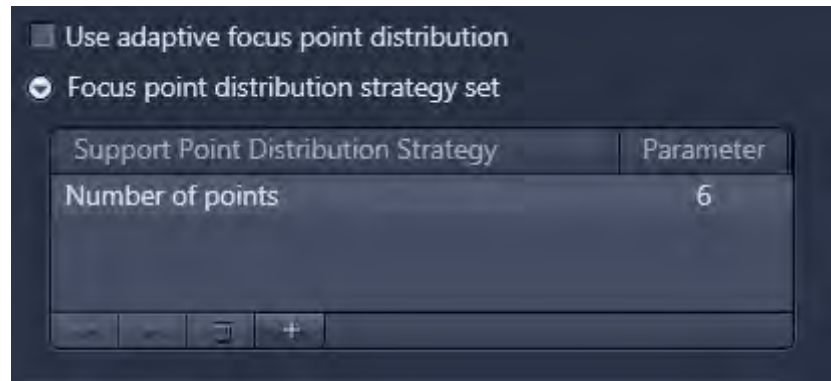 Use adaptive focus point distribution
Focus point distribution strategy set
Support Point Distribution Strategy Parameter
Number of points 6